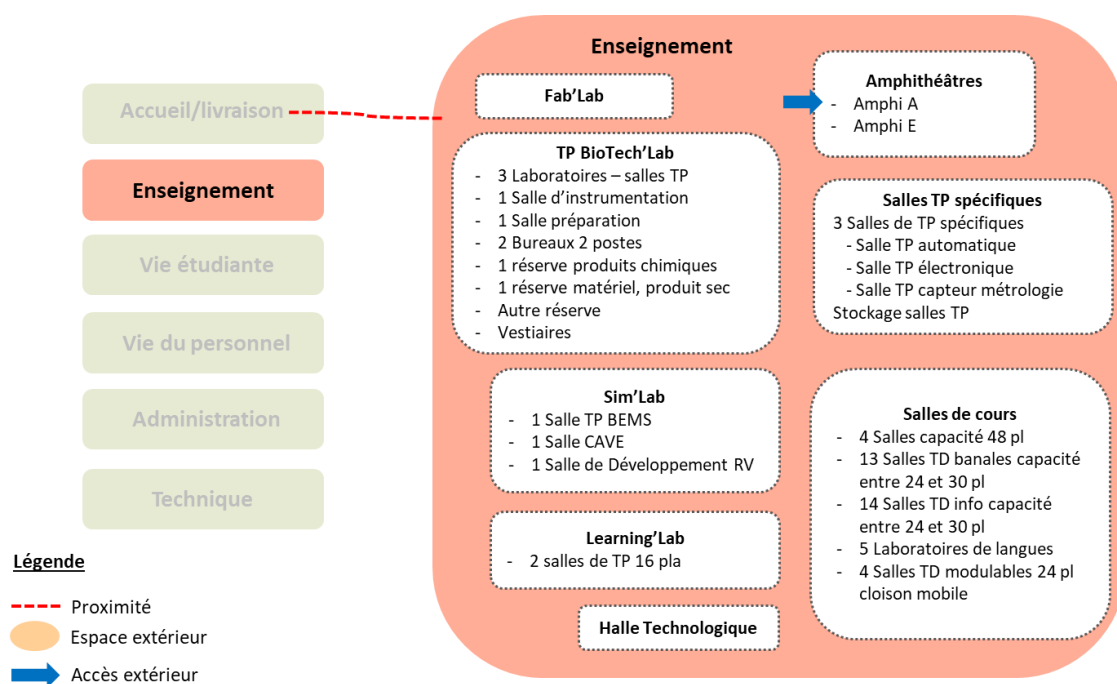 Accueil/livraison
Enseignement
Vie étudiante
Vie du personnel
Administration
Technique
Légende
Proximité
Espace extérieur
Accès extérieur
Enseignement
Fab'Lab
TP BioTech'Lab
- 3 Laboratoires – salles TP
- 1 Salle d'instrumentation
- 1 Salle préparation
- 2 Bureaux 2 postes
- 1 réserve produits chimiques
- 1 réserve matériel, produit sec
- Autre réserve
- Vestiaires
Sim'Lab
- 1 Salle TP BEMS
- 1 Salle CAVE
- 1 Salle de Développement RV
Learning'Lab
- 2 salles de TP 16 pla
Halle Technologique
Amphithéâtres
- Amphi A
- Amphi E
Salles TP spécifiques
3 Salles de TP spécifiques
- Salle TP automatique
- Salle TP électronique
- Salle TP capteur métrologie
Stockage salles TP
Salles de cours
- 4 Salles capacité 48 pl
- 13 Salles TD banales capacité
entre 24 et 30 pl
- 14 Salles TD info capacité
entre 24 et 30 pl
- 5 Laboratoires de langues
- 4 Salles TD modulables 24 pl
cloison mobile